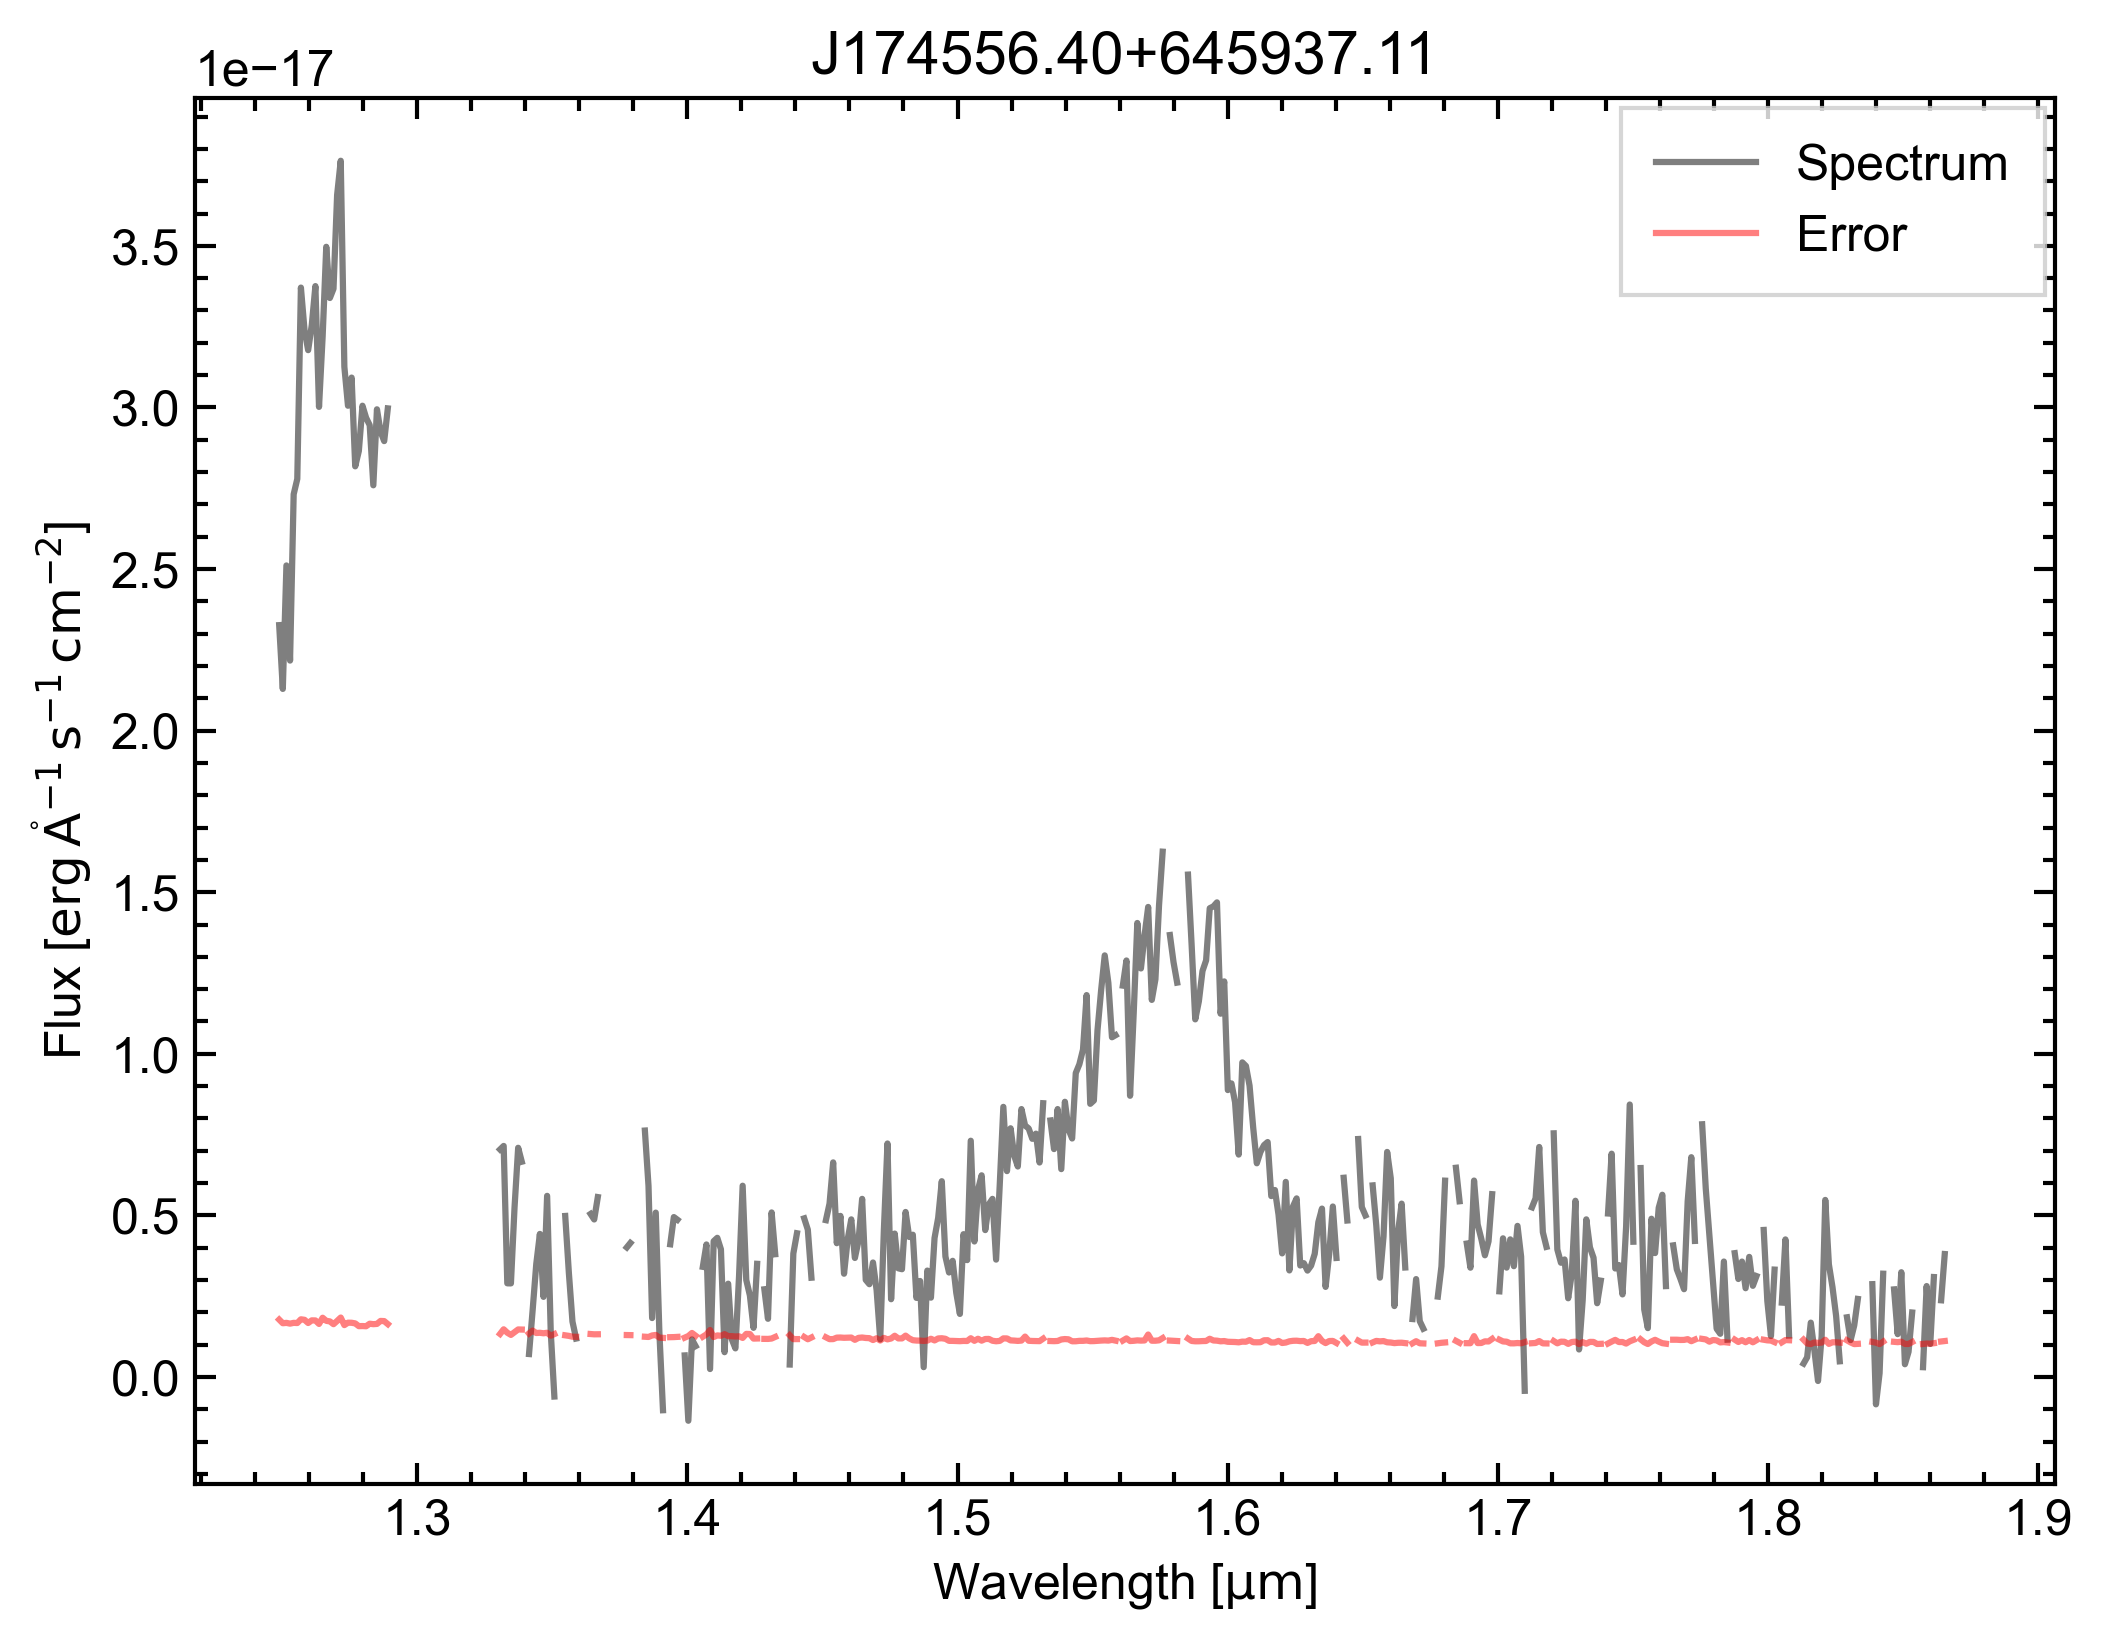 J174556.40+645937.11
1e−17
Spectrum
Error
3.5
3.0
2.5
2.0
1.5
1.0
0.5
0.0
Flux [erg Å⁻¹ s⁻¹ cm⁻²]
1.3 1.4 1.5 1.6 1.7 1.8 1.9
Wavelength [µm]